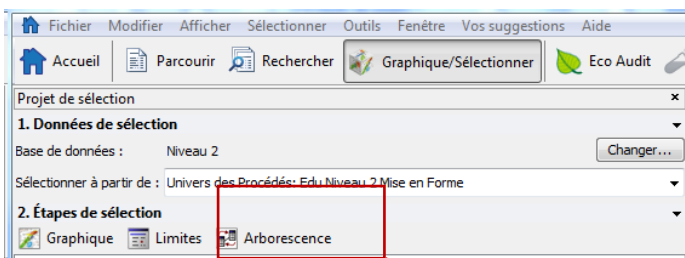 Fichier Modifier Afficher Sélectionner Outils Fenêtre Vos suggestions Aide
Accueil Parcourir Rechercher Graphique/Sélectionner Eco Audit
Projet de sélection x
1. Données de sélection
Base de données : Niveau 2 Changer...
Sélectionner à partir de : Univers des Procédés: Edu Niveau 2 Mise en Forme
2. Étapes de sélection
Graphique Limites Arborescence